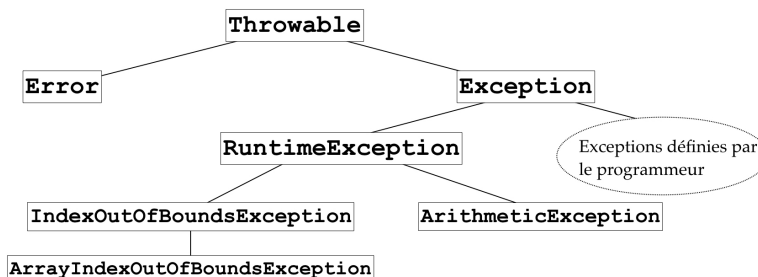 Throwable
Error
Exception
RuntimeException
Exceptions définies par
le programmeur
IndexOutOfBoundsException
ArithmeticException
ArrayIndexOutOfBoundsException